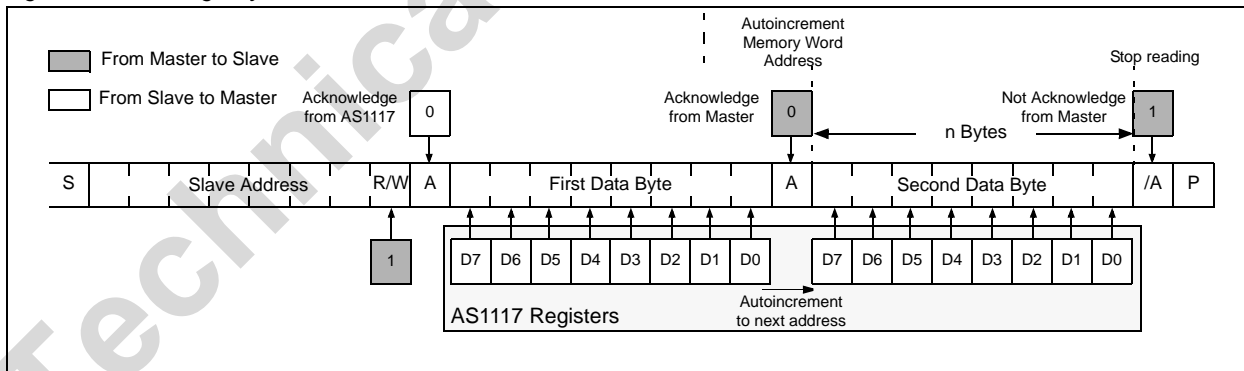 Autoincrement
Memory Word
Address
Stop reading
From Master to Slave
From Slave to Master
Acknowledge
from AS1117
0
Acknowledge
from Master
0
Not Acknowledge
from Master
1
n Bytes
S
Slave Address
R/W
A
First Data Byte
A
Second Data Byte
/A
P
1
D7
D6
D5
D4
D3
D2
D1
D0
D7
D6
D5
D4
D3
D2
D1
D0
AS1117 Registers
Autoincrement
to next address
Technica